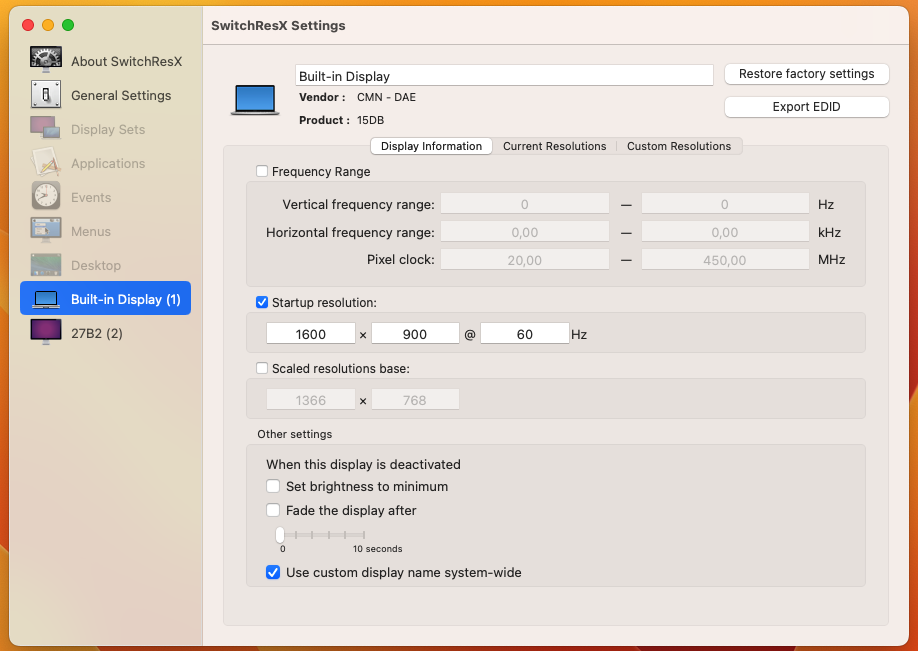 SwitchResX Settings
About SwitchResX
General Settings
Display Sets
Applications
Events
Menus
Desktop
Built-in Display (1)
27B2 (2)
Built-in Display
Vendor : CMN - DAE
Product : 15DB
Restore factory settings
Export EDID
Display Information Current Resolutions Custom Resolutions
Frequency Range
Vertical frequency range: 0 — 0 Hz
Horizontal frequency range: 0,00 — 0,00 kHz
Pixel clock: 20,00 — 450,00 MHz
Startup resolution:
1600 × 900 @ 60 Hz
Scaled resolutions base:
1366 × 768
Other settings
When this display is deactivated
Set brightness to minimum
Fade the display after
0 10 seconds
Use custom display name system-wide